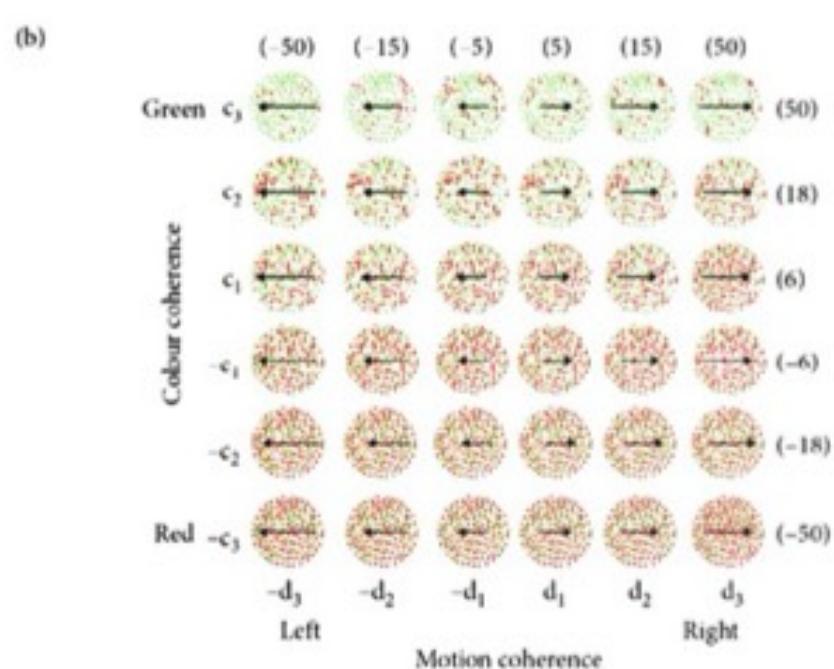 (b)
(−50) (−15) (−5) (5) (15) (50)
Green c₃ (50)
c₂ (18)
c₁ (6)
Colour coherence
−c₁ (−6)
−c₂ (−18)
Red −c₃ (−50)
−d₃ −d₂ −d₁ d₁ d₂ d₃
Left Right
Motion coherence